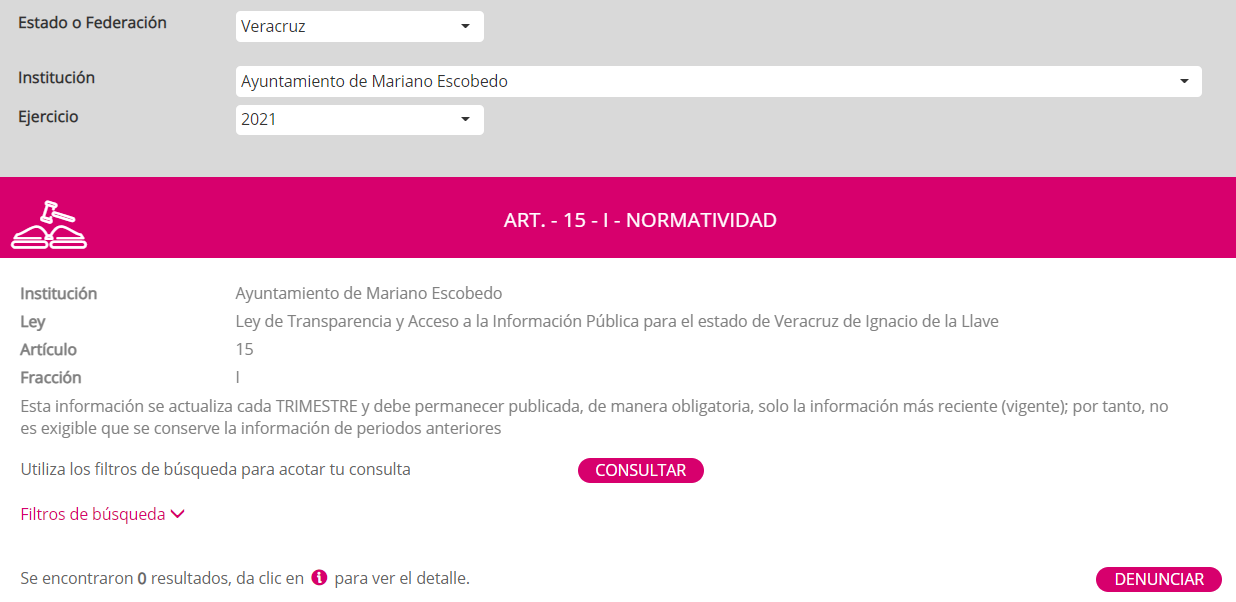 Estado o Federación
Veracruz
Institución
Ayuntamiento de Mariano Escobedo
Ejercicio
2021
ART. - 15 - I - NORMATIVIDAD
Institución Ayuntamiento de Mariano Escobedo
Ley Ley de Transparencia y Acceso a la Información Pública para el estado de Veracruz de Ignacio de la Llave
Artículo 15
Fracción I
Esta información se actualiza cada TRIMESTRE y debe permanecer publicada, de manera obligatoria, solo la información más reciente (vigente); por tanto, no
es exigible que se conserve la información de periodos anteriores
Utiliza los filtros de búsqueda para acotar tu consulta CONSULTAR
Filtros de búsqueda
Se encontraron 0 resultados, da clic en i para ver el detalle. DENUNCIAR